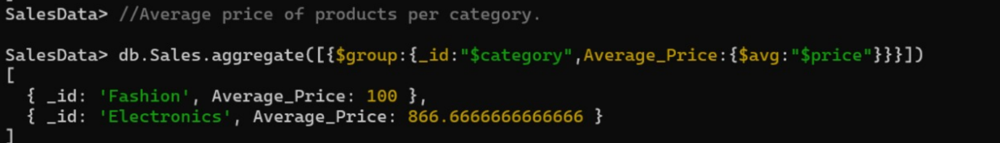 SalesData> //Average price of products per category.
SalesData> db.Sales.aggregate([{$group:{_id:"$category",Average_Price:{$avg:"$price"}}}])
[
  { _id: 'Fashion', Average_Price: 100 },
  { _id: 'Electronics', Average_Price: 866.6666666666666 }
]